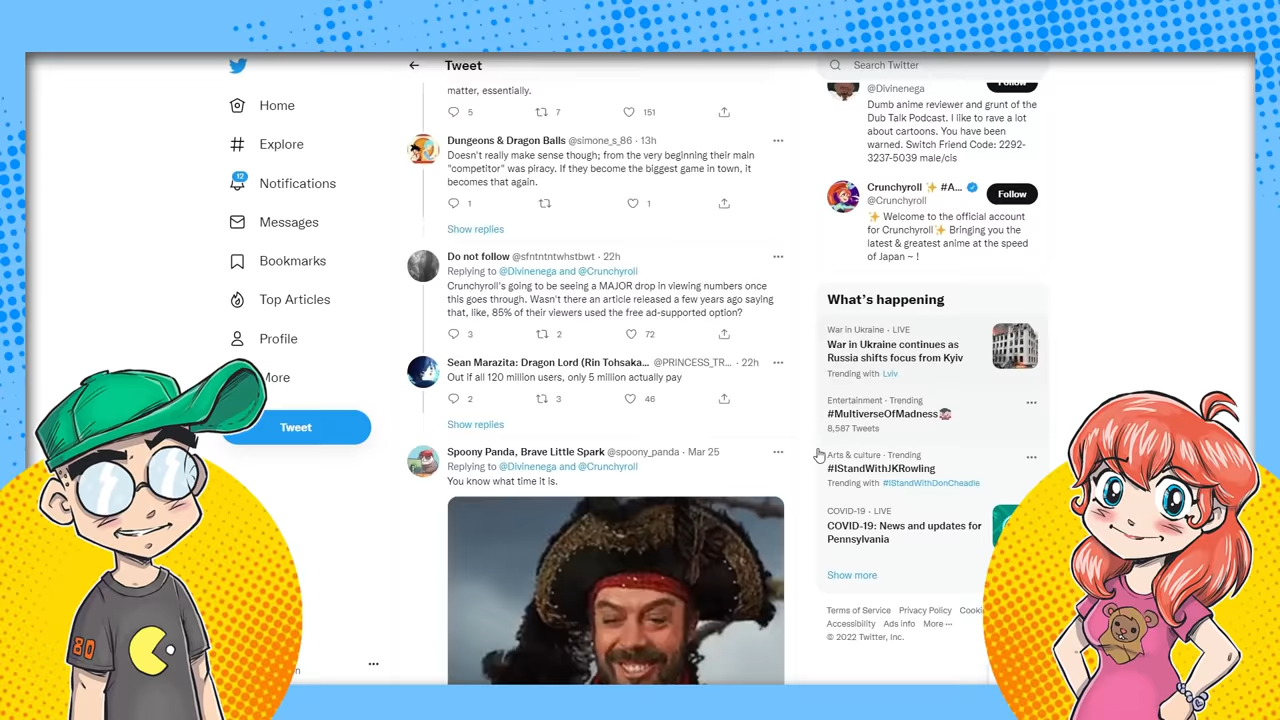 Home
Explore
12
Notifications
Messages
Bookmarks
Top Articles
Profile
More
Tweet
80
Tweet
matter, essentially.
5 7 151
Dungeons & Dragon Balls @simone_s_86 · 13h
Doesn't really make sense though; from the very beginning their main
"competitor" was piracy. If they become the biggest game in town, it
becomes that again.
1 1
Show replies
Do not follow @sfntntntwhstbwt · 22h
Replying to @Divinenega and @Crunchyroll
Crunchyroll's going to be seeing a MAJOR drop in viewing numbers once
this goes through. Wasn't there an article released a few years ago saying
that, like, 85% of their viewers used the free ad-supported option?
3 2 72
Sean Marazita: Dragon Lord (Rin Tohsaka... @PRINCESS_TR... · 22h
Out If all 120 million users, only 5 million actually pay
2 3 46
Show replies
Spoony Panda, Brave Little Spark @spoony_panda · Mar 25
Replying to @Divinenega and @Crunchyroll
You know what time it is.
Search Twitter
@Divinenega
Follow
Dumb anime reviewer and grunt of the
Dub Talk Podcast. I like to rave a lot
about cartoons. You have been
warned. Switch Friend Code: 2292-
3237-5039 male/cis
Crunchyroll ✨ #A...
@Crunchyroll
Follow
✨ Welcome to the official account
for Crunchyroll✨ Bringing you the
latest & greatest anime at the speed
of Japan ~ !
What's happening
War in Ukraine · LIVE
War in Ukraine continues as
Russia shifts focus from Kyiv
Trending with Lviv
Entertainment · Trending
#MultiverseOfMadness
8,587 Tweets
Arts & culture · Trending
#IStandWithJKRowling
Trending with #IStandWithDonCheadle
COVID-19 · LIVE
COVID-19: News and updates for
Pennsylvania
Show more
Terms of Service Privacy Policy Cooki
Accessibility Ads info More ···
© 2022 Twitter, Inc.